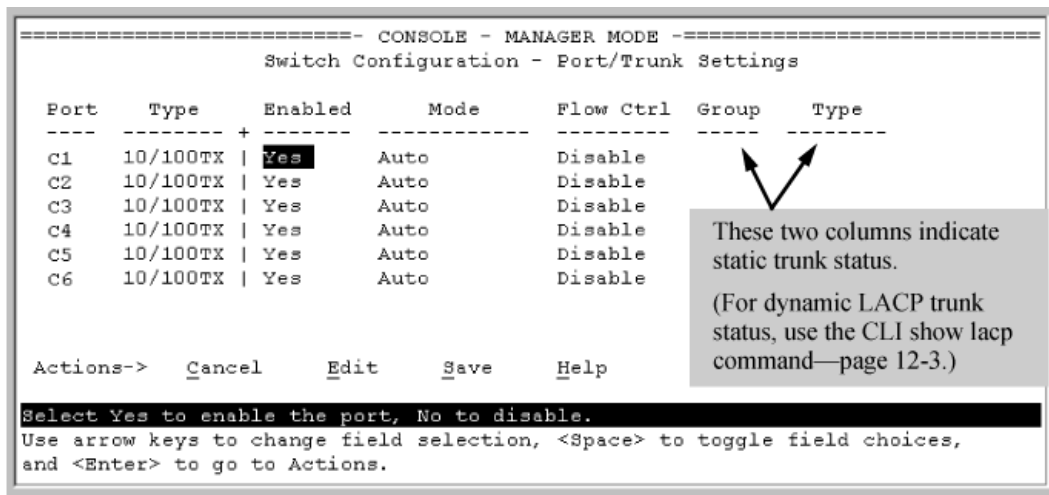 ===========================- CONSOLE - MANAGER MODE -============================
Switch Configuration - Port/Trunk Settings
Port Type Enabled Mode Flow Ctrl Group Type
---- -------- + ------- ------------ --------- ----- --------
C1 10/100TX | Yes Auto Disable
C2 10/100TX | Yes Auto Disable
C3 10/100TX | Yes Auto Disable
C4 10/100TX | Yes Auto Disable
C5 10/100TX | Yes Auto Disable
C6 10/100TX | Yes Auto Disable
These two columns indicate
static trunk status.
(For dynamic LACP trunk
status, use the CLI show lacp
command—page 12-3.)
Actions-> Cancel Edit Save Help
Select Yes to enable the port, No to disable.
Use arrow keys to change field selection, <Space> to toggle field choices,
and <Enter> to go to Actions.